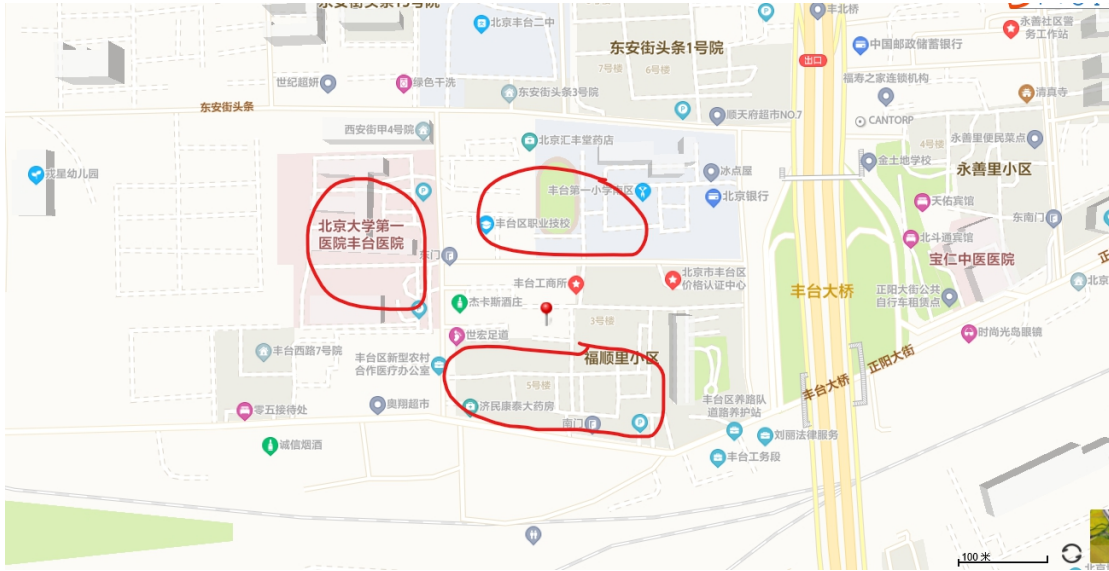 东安街头条19号院
北京丰台二中
丰北桥
永善社区警
务工作站
东安街头条1号院
中国邮政储蓄银行
出口
7号楼
6号楼
世纪超妍
绿色干洗
东安街头条3号院
福寿之家连锁机构
清真寺
东安街头条
顺天府超市NO.7
CANTORP
西安街甲4号院
北京汇丰堂药店
4号院
永善里便民菜点
金土地学校
永善里小区
戎星幼儿园
冰点屋
丰台第一小学南区
北京银行
天佑宾馆
北京大学第一
医院丰台医院
丰台区职业技校
东南门
北斗通宾馆
东门
宝仁中医医院
丰台工商所
北京市丰台区
价格认证中心
丰台大桥
正阳大街公共
自行车租赁点
杰卡斯酒庄
3号楼
世宏足道
时尚光岛眼镜
丰台西路7号院
丰台区新型农村
合作医疗办公室
福顺里小区
正阳大街
5号楼
丰台大桥
零五接待处
奥翔超市
济民康泰大药房
南门
丰台区养路队
道路养护站
诚信烟酒
刘丽法律服务
丰台工务段
100 米